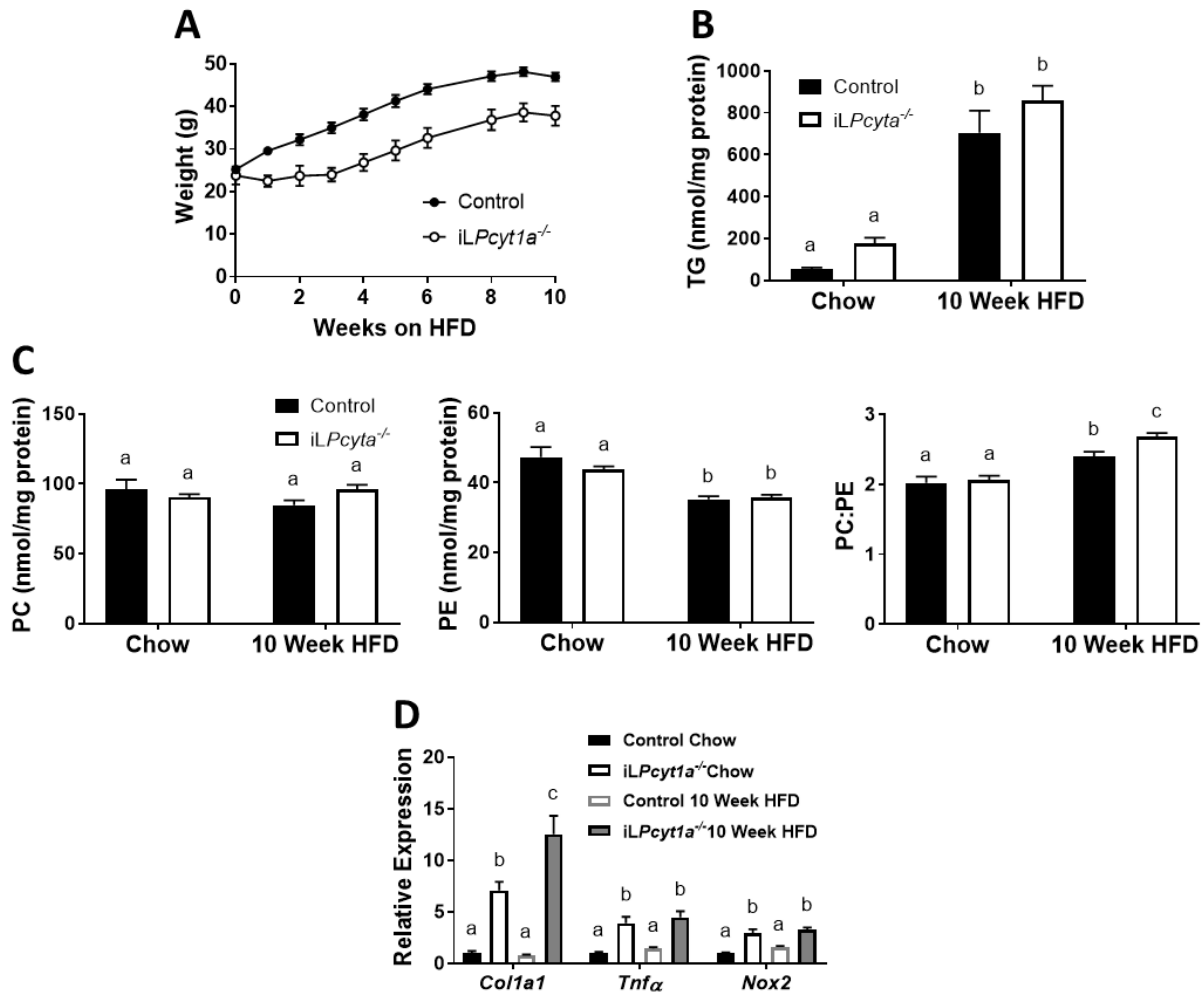 A
50
40
30
20
10
0
Weight (g)
Control
iLPcyt1a-/-
0 2 4 6 8 10
Weeks on HFD
B
1000
800
600
400
200
0
TG (nmol/mg protein)
Control
iLPcyta-/-
a a b b
Chow 10 Week HFD
C
150
100
50
0
PC (nmol/mg protein)
Control
iLPcyta-/-
a a a a
Chow 10 Week HFD
60
40
20
0
PE (nmol/mg protein)
a a b b
Chow 10 Week HFD
3
2
1
0
PC:PE
a a b c
Chow 10 Week HFD
D
20
15
10
5
0
Relative Expression
Control Chow
iLPcyt1a-/-Chow
Control 10 Week HFD
iLPcyt1a-/-10 Week HFD
a b a c a b a b a b a b
Col1a1 Tnfα Nox2